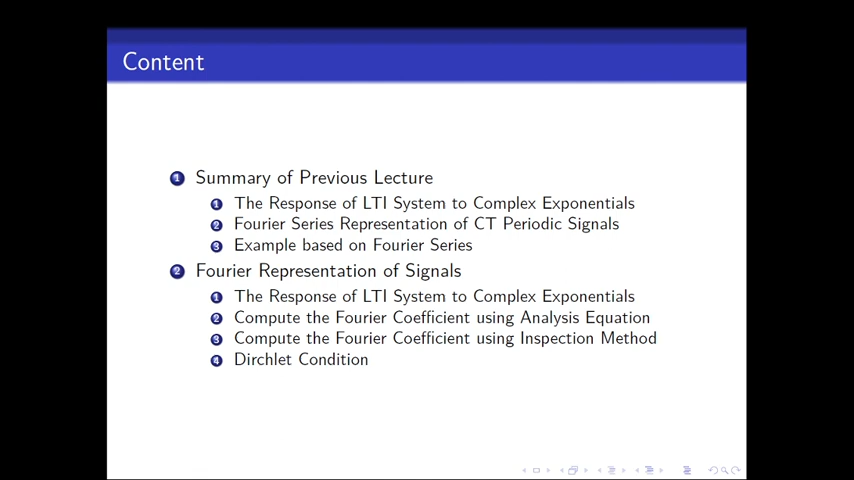 Content
1 Summary of Previous Lecture
1 The Response of LTI System to Complex Exponentials
2 Fourier Series Representation of CT Periodic Signals
3 Example based on Fourier Series
2 Fourier Representation of Signals
1 The Response of LTI System to Complex Exponentials
2 Compute the Fourier Coefficient using Analysis Equation
3 Compute the Fourier Coefficient using Inspection Method
4 Dirchlet Condition